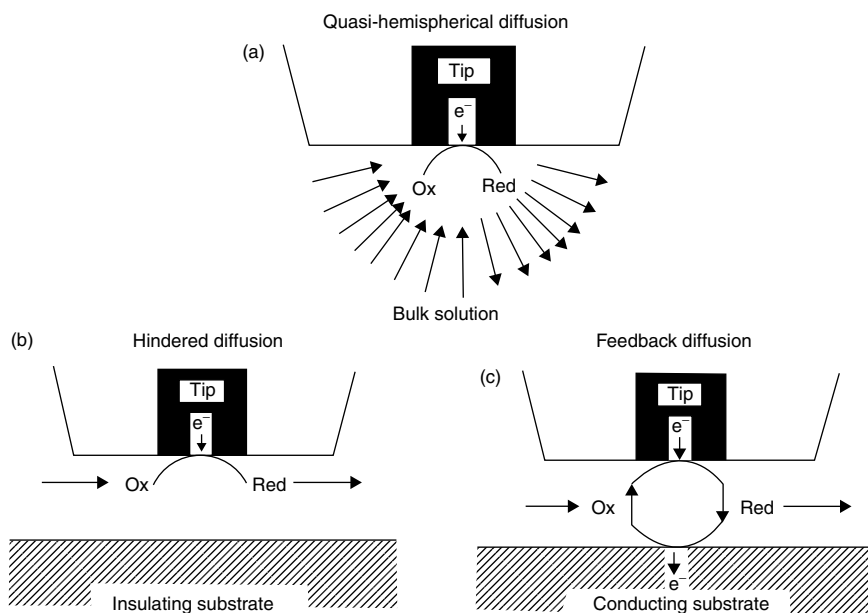 Quasi-hemispherical diffusion
(a)
Tip
e⁻
Ox
Red
Bulk solution
(b)
Hindered diffusion
Tip
e⁻
Ox
Red
Insulating substrate
Feedback diffusion
(c)
Tip
e⁻
Ox
Red
e⁻
Conducting substrate